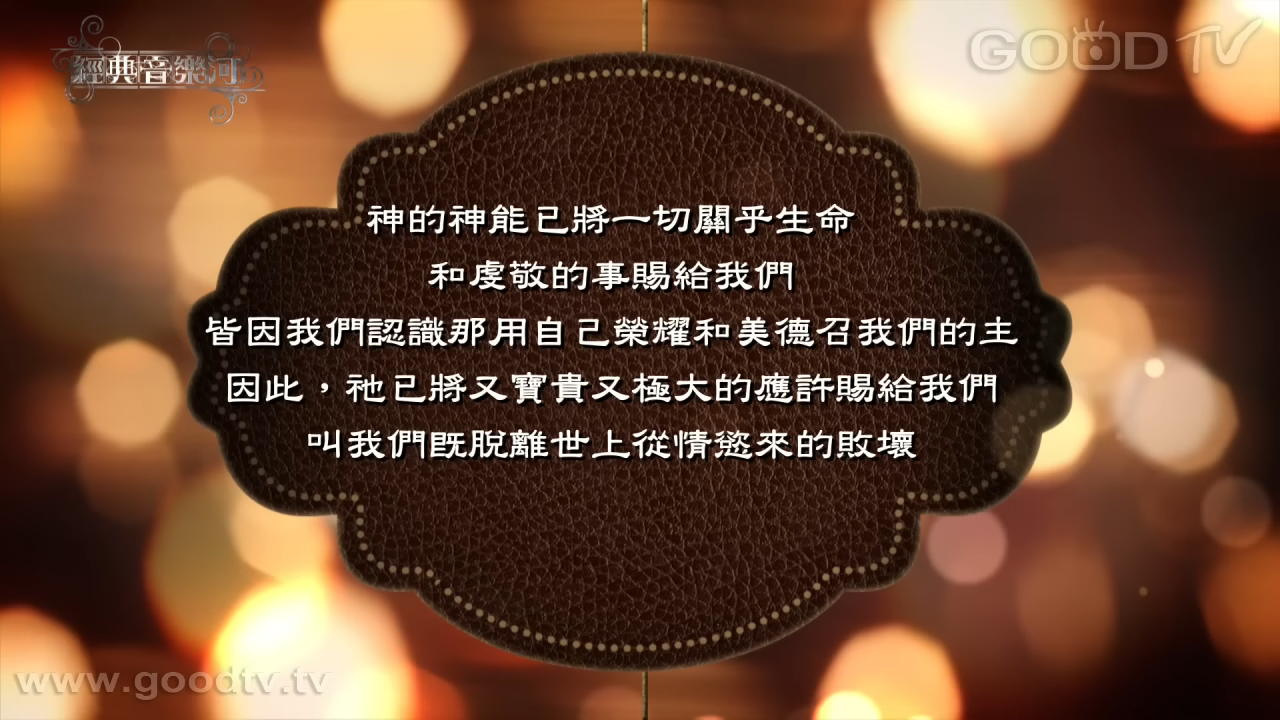 經典音樂河
GOOD TV
神的神能已將一切關乎生命
和虔敬的事賜給我們
皆因我們認識那用自己榮耀和美德召我們的主
因此，祂已將又寶貴又極大的應許賜給我們
叫我們既脫離世上從情慾來的敗壞
www.goodtv.tv